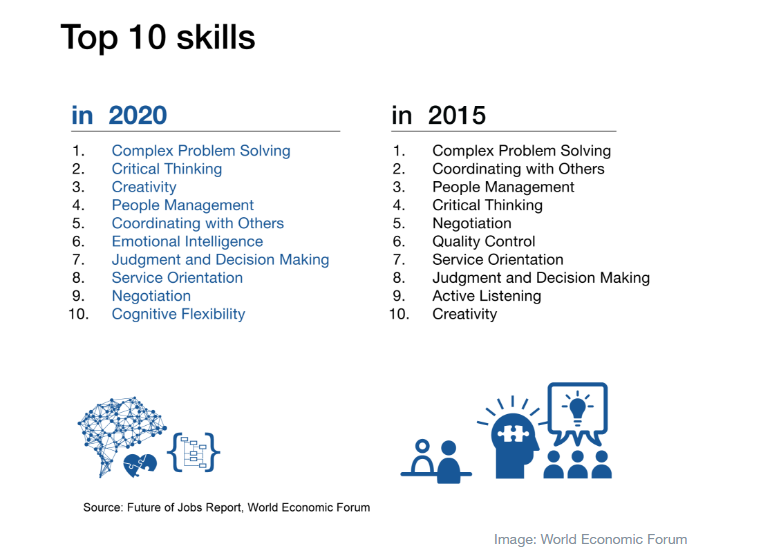 Top 10 skills
in 2020
1. Complex Problem Solving
2. Critical Thinking
3. Creativity
4. People Management
5. Coordinating with Others
6. Emotional Intelligence
7. Judgment and Decision Making
8. Service Orientation
9. Negotiation
10. Cognitive Flexibility
in 2015
1. Complex Problem Solving
2. Coordinating with Others
3. People Management
4. Critical Thinking
5. Negotiation
6. Quality Control
7. Service Orientation
8. Judgment and Decision Making
9. Active Listening
10. Creativity
Source: Future of Jobs Report, World Economic Forum
Image: World Economic Forum